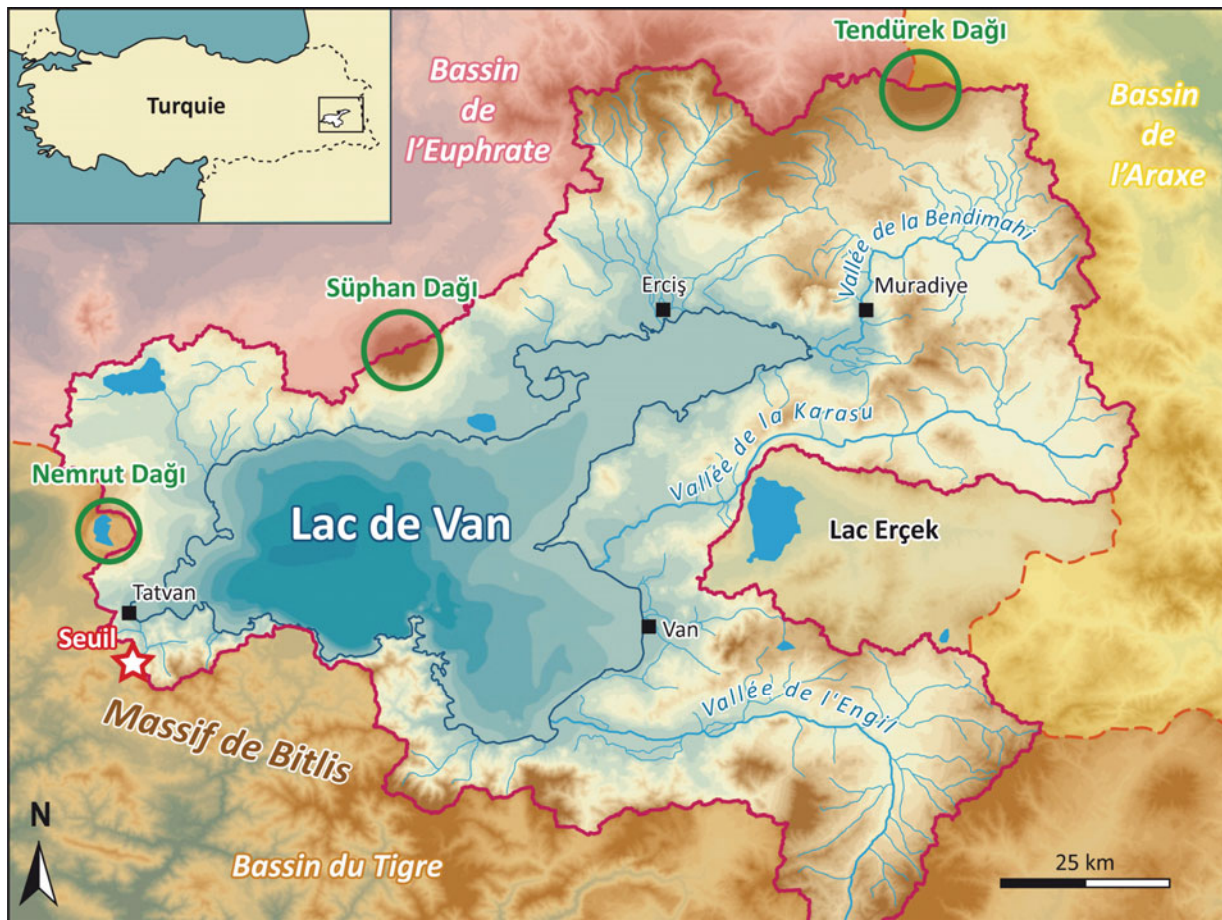 Turquie
Bassin
de
l'Euphrate
Tendürek Dağı
Bassin
de
l'Araxe
Vallée de la Bendimahi
Süphan Dağı
Erciş
Muradiye
Vallée de la Karasu
Nemrut Dağı
Lac de Van
Lac Erçek
Tatvan
Seuil
Van
Vallée de l'Engil
Massif de Bitlis
N
Bassin du Tigre
25 km